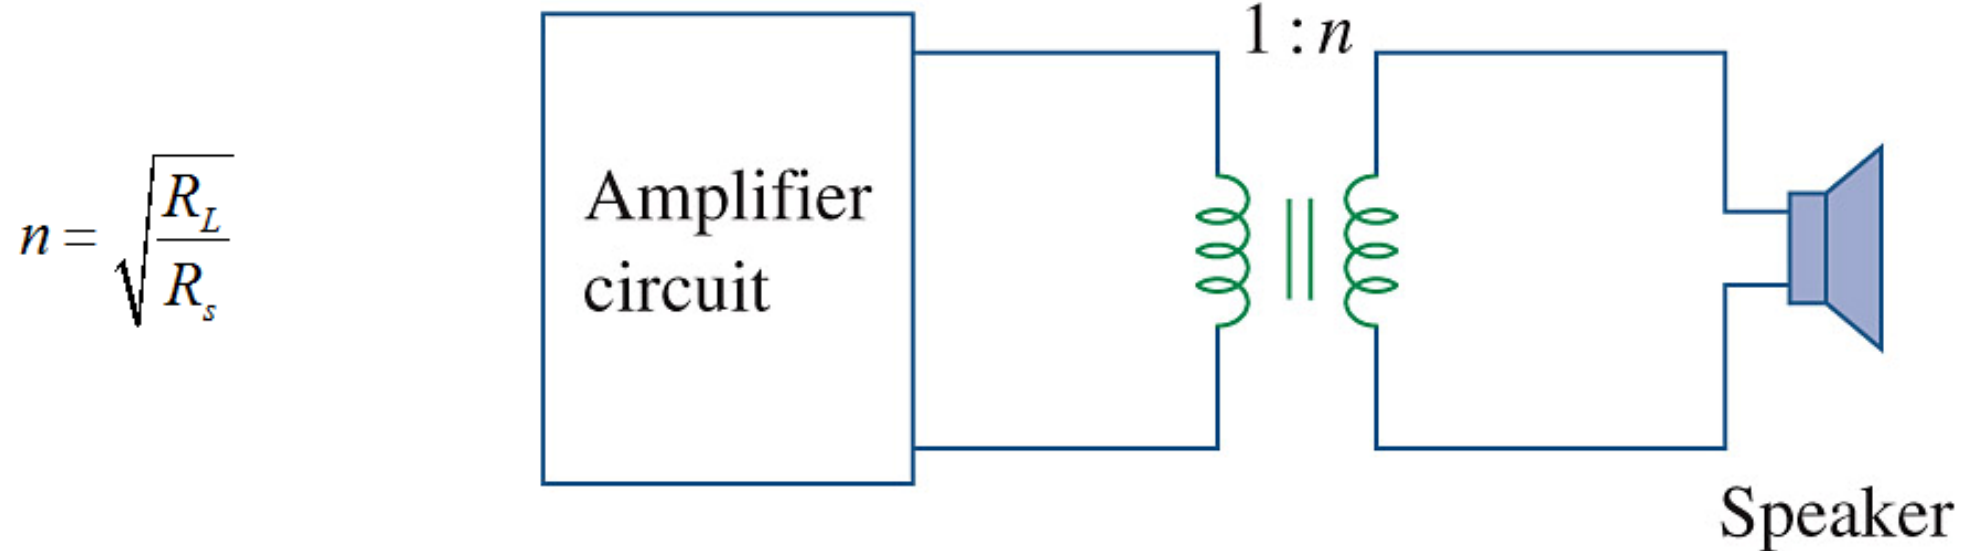 1 : n
n = √(R_L / R_s)
Amplifier
circuit
Speaker